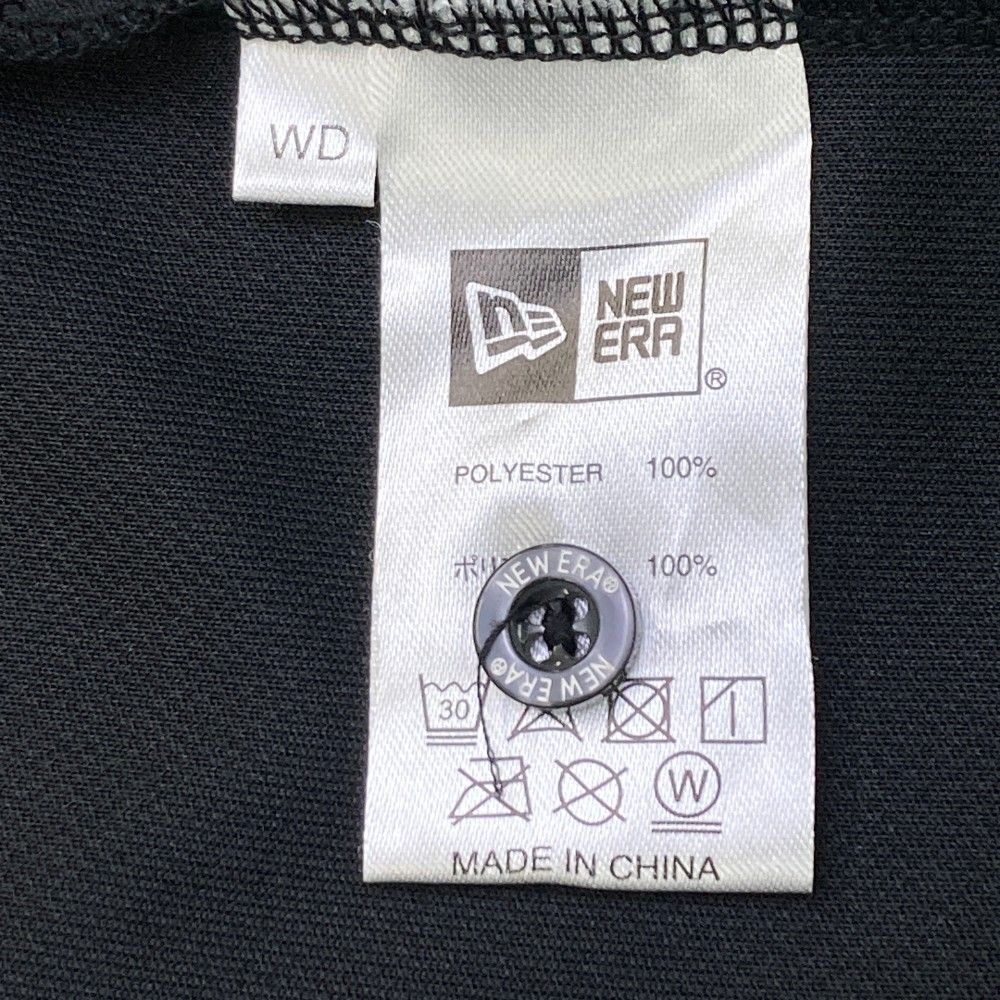 WD
NEW
ERA
®
POLYESTER 100%
100%
NEW ERA®
NEW ERA®
30
W
MADE IN CHINA